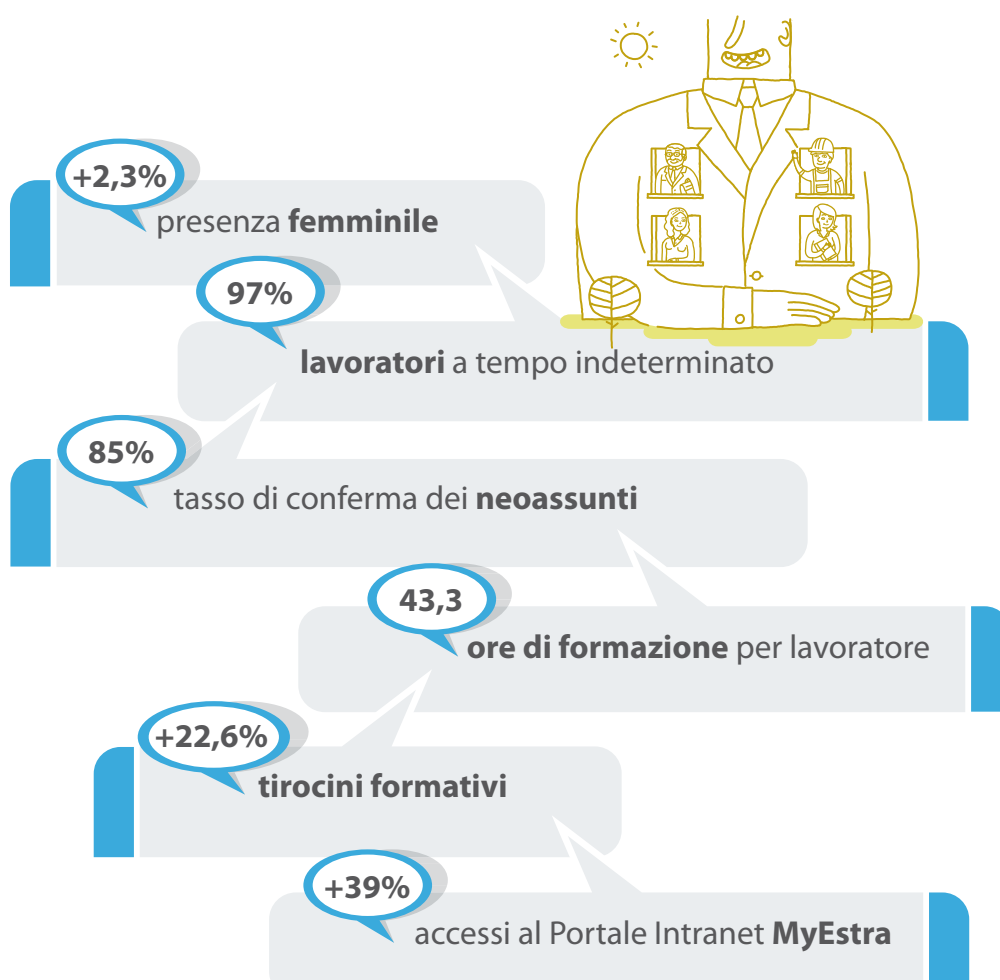 +2,3%
presenza femminile
97%
lavoratori a tempo indeterminato
85%
tasso di conferma dei neoassunti
43,3
ore di formazione per lavoratore
+22,6%
tirocini formativi
+39%
accessi al Portale Intranet MyEstra